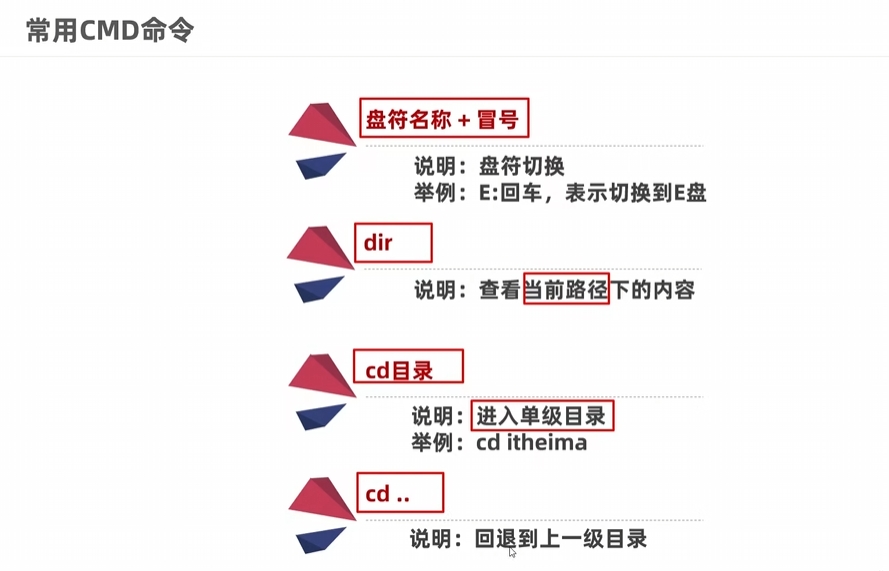 常用CMD命令
盘符名称 + 冒号
说明：盘符切换
举例：E:回车，表示切换到E盘
dir
说明：查看当前路径下的内容
cd目录
说明：进入单级目录
举例：cd itheima
cd ..
说明：回退到上一级目录